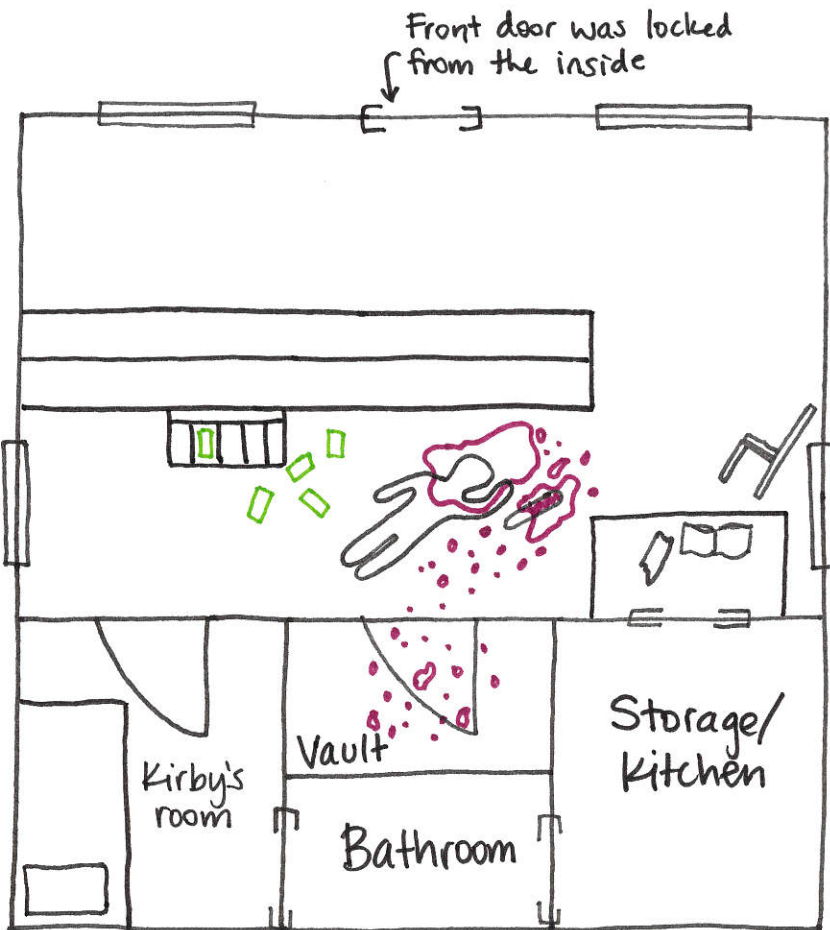 Front door was locked
from the inside
Vault
Kirby's
room
Bathroom
Storage/
kitchen